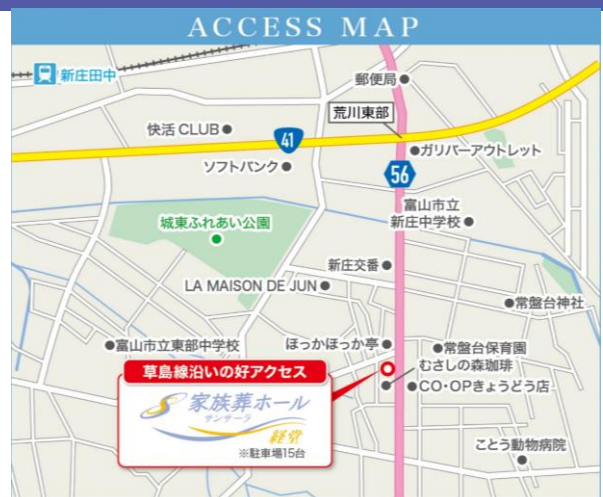 ACCESS MAP
新庄田中
郵便局
荒川東部
快活 CLUB
41
ガリバーアウトレット
ソフトバンク
56
富山市立
新庄中学校
城東ふれあい公園
新庄交番
LA MAISON DE JUN
常盤台神社
富山市立東部中学校
ほっかほっか亭
常盤台保育園
むさしの森珈琲
CO・OPきょうどう店
草島線沿いの好アクセス
家族葬ホール
サンサーラ
経堂
※駐車場15台
ことう動物病院